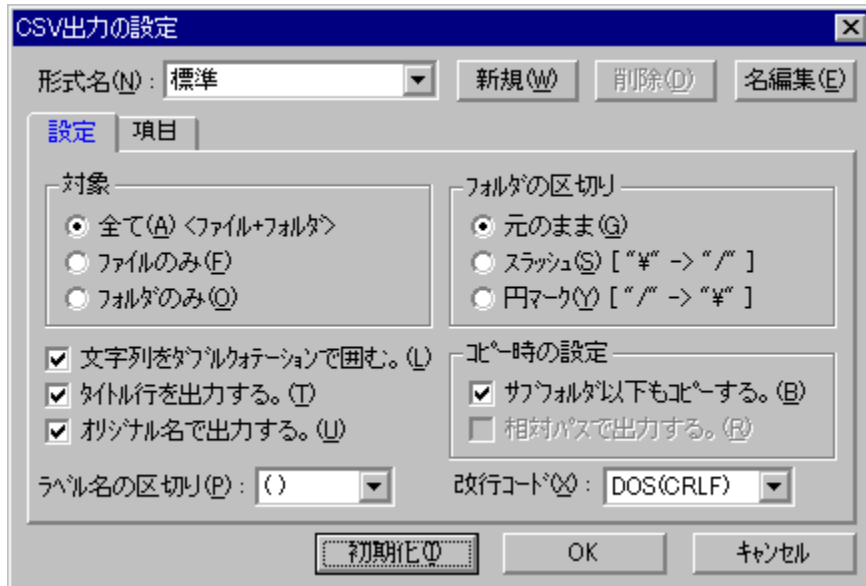 CSV出力の設定
形式名(N): 標準 新規(W) 削除(D) 名編集(E)
設定 項目
対象
全て(A) <ﾌｧｲﾙ+ﾌｫﾙﾀﾞ>
ﾌｧｲﾙのみ(F)
ﾌｫﾙﾀﾞのみ(O)
ﾌｫﾙﾀﾞの区切り
元のまま(G)
ｽﾗｯｼｭ(S) [ "¥" -> "/" ]
円ﾏｰｸ(Y) [ "/" -> "¥" ]
文字列をﾀﾞﾌﾞﾙｸｫﾃｰｼｮﾝで囲む。(L)
ﾀｲﾄﾙ行を出力する。(T)
ｵﾘｼﾞﾅﾙ名で出力する。(U)
ｺﾋﾟｰ時の設定
ｻﾌﾞﾌｫﾙﾀﾞ以下もｺﾋﾟｰする。(B)
相対ﾊﾟｽで出力する。(R)
ﾗﾍﾞﾙ名の区切り(P): () 改行ｺｰﾄﾞ(X): DOS(CRLF)
初期化(I) OK ｷｬﾝｾﾙ